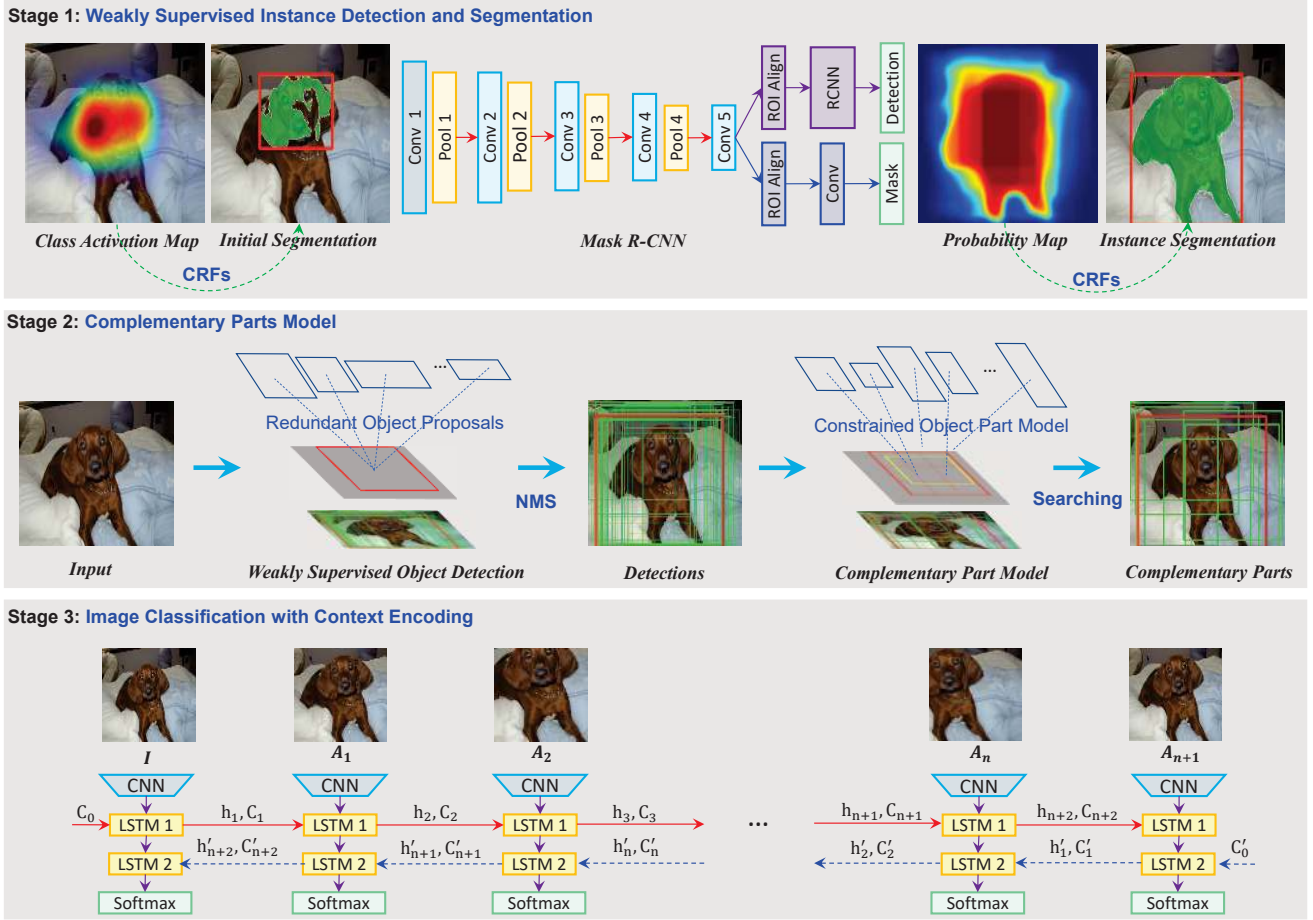 Stage 1: Weakly Supervised Instance Detection and Segmentation
Conv 1
Pool 1
Conv 2
Pool 2
Conv 3
Pool 3
Conv 4
Pool 4
Conv 5
ROI Align
RCNN
Detection
ROI Align
Conv
Mask
Class Activation Map
Initial Segmentation
Mask R-CNN
Probability Map
Instance Segmentation
CRFs
CRFs
Stage 2: Complementary Parts Model
...
...
Redundant Object Proposals
Constrained Object Part Model
NMS
Searching
Input
Weakly Supervised Object Detection
Detections
Complementary Part Model
Complementary Parts
Stage 3: Image Classification with Context Encoding
I
A₁
A₂
Aₙ
Aₙ₊₁
CNN
CNN
CNN
CNN
CNN
C₀
LSTM 1
h₁, C₁
LSTM 1
h₂, C₂
LSTM 1
h₃, C₃
...
hₙ₊₁, Cₙ₊₁
LSTM 1
hₙ₊₂, Cₙ₊₂
LSTM 1
LSTM 2
h′ₙ₊₂, C′ₙ₊₂
LSTM 2
h′ₙ₊₁, C′ₙ₊₁
LSTM 2
h′ₙ, C′ₙ
h′₂, C′₂
LSTM 2
h′₁, C′₁
LSTM 2
C′₀
Softmax
Softmax
Softmax
Softmax
Softmax